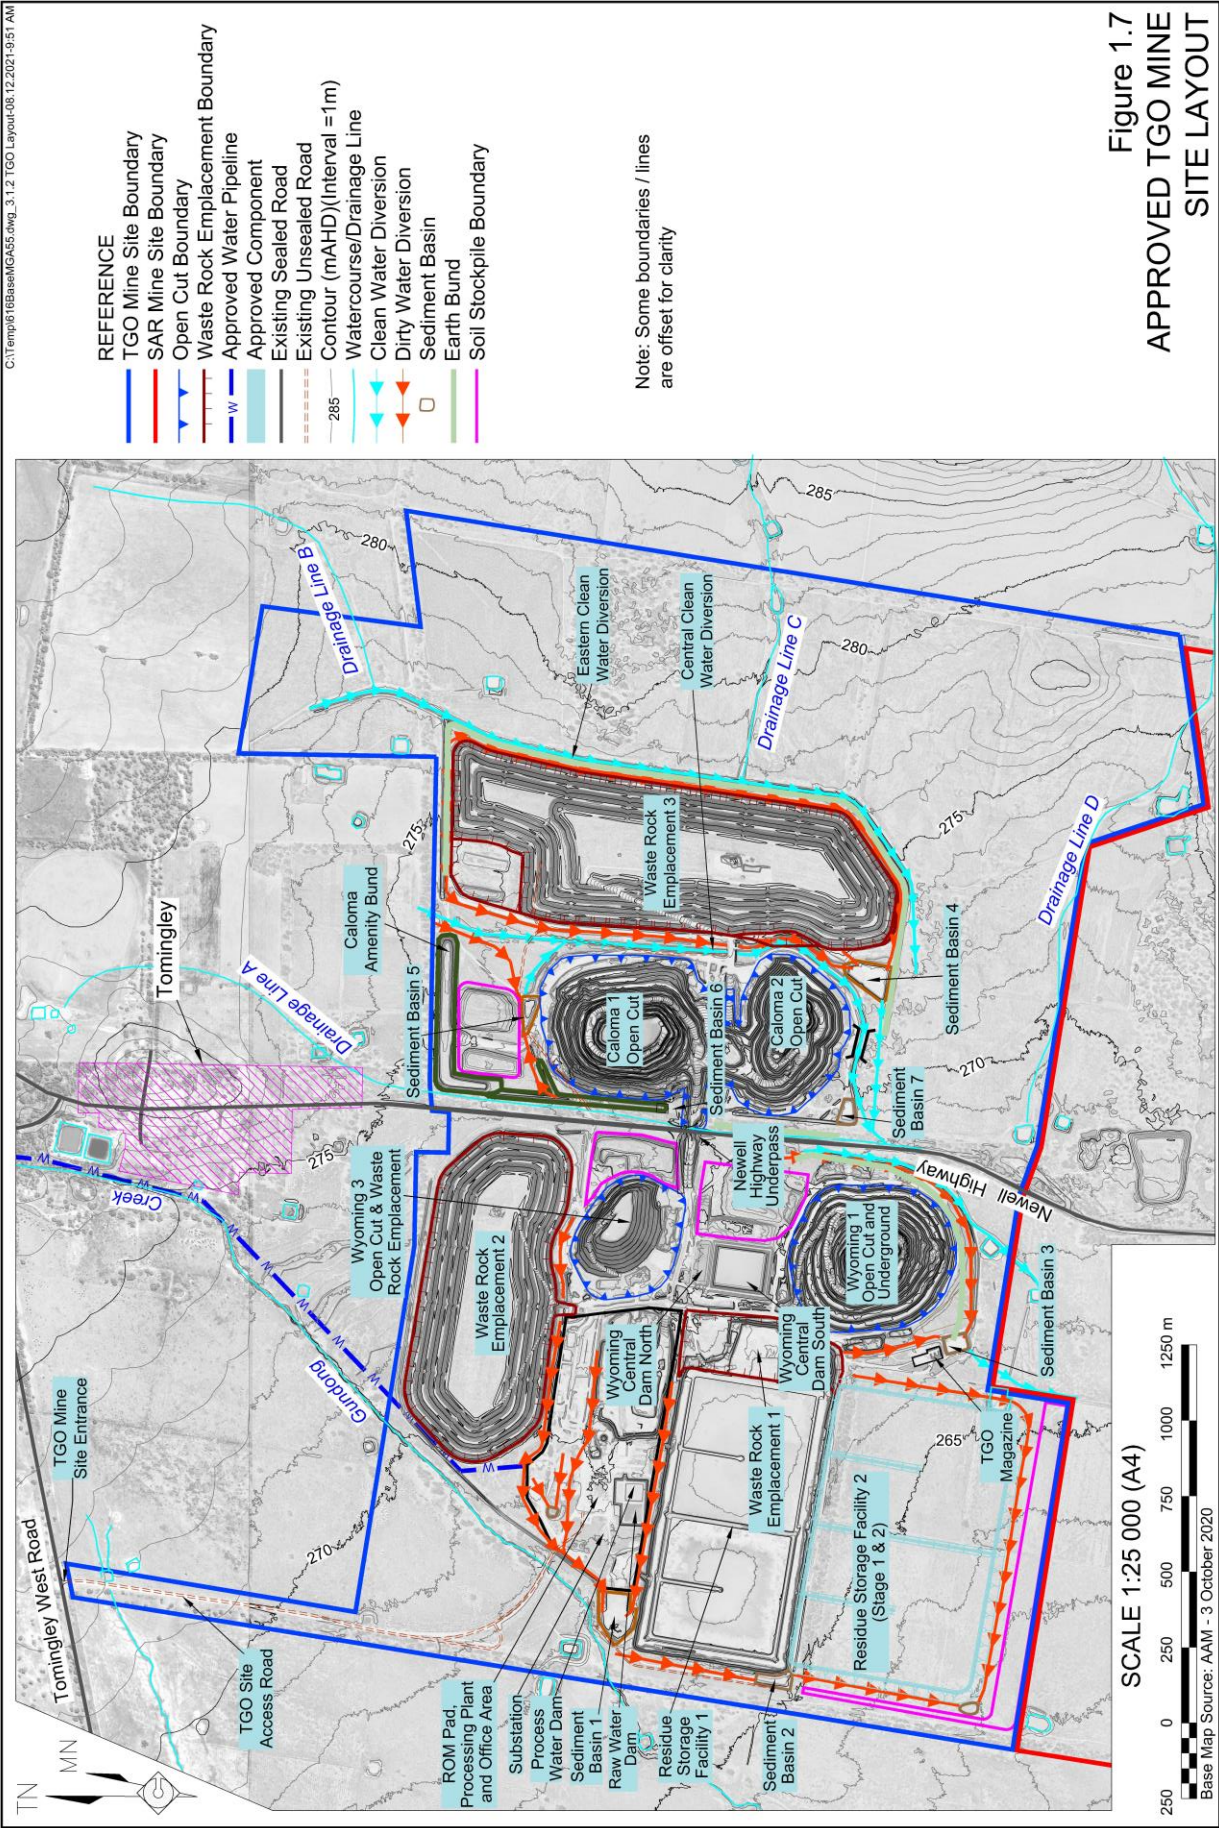 C:\Temp\616BaseMGA55.dwg_3.1.2 TGO Layout-08.12.2021-9:51 AM
TN
MN
Tomingley West Road
TGO Mine
Site Entrance
TGO Site
Access Road
270
Gundong
Creek
W
W
W
W
W
W
W
W
W
275
Tomingley
Drainage Line A
Caloma
Amenity Bund
275
Drainage Line B
280
Wyoming 3
Open Cut & Waste
Rock Emplacement
Sediment Basin 5
Waste Rock
Emplacement 2
Eastern Clean
Water Diversion
Central Clean
Water Diversion
285
Drainage Line C
280
Waste Rock
Emplacement 3
Caloma 1
Open Cut
Sediment Basin 6
Caloma 2
Open Cut
Sediment Basin 4
275
Drainage Line D
Sediment
Basin 7
270
Newell
Highway
Underpass
Newell Highway
Wyoming 1
Open Cut and
Underground
Wyoming
Central
Dam North
Wyoming
Central
Dam South
Sediment Basin 3
TGO
Magazine
Waste Rock
Emplacement 1
265
Residue Storage Facility 2
(Stage 1 & 2)
ROM Pad,
Processing Plant
and Office Area
Substation
Process
Water Dam
Sediment
Basin 1
Raw Water
Dam
Residue
Storage
Facility 1
Sediment
Basin 2
REFERENCE
TGO Mine Site Boundary
SAR Mine Site Boundary
Open Cut Boundary
Waste Rock Emplacement Boundary
W
Approved Water Pipeline
Approved Component
Existing Sealed Road
Existing Unsealed Road
285
Contour (mAHD)(Interval =1m)
Watercourse/Drainage Line
Clean Water Diversion
Dirty Water Diversion
Sediment Basin
Earth Bund
Soil Stockpile Boundary
Note: Some boundaries / lines
are offset for clarity
SCALE 1:25 000 (A4)
250 0 250 500 750 1000 1250 m
Base Map Source: AAM - 3 October 2020
Figure 1.7
APPROVED TGO MINE
SITE LAYOUT